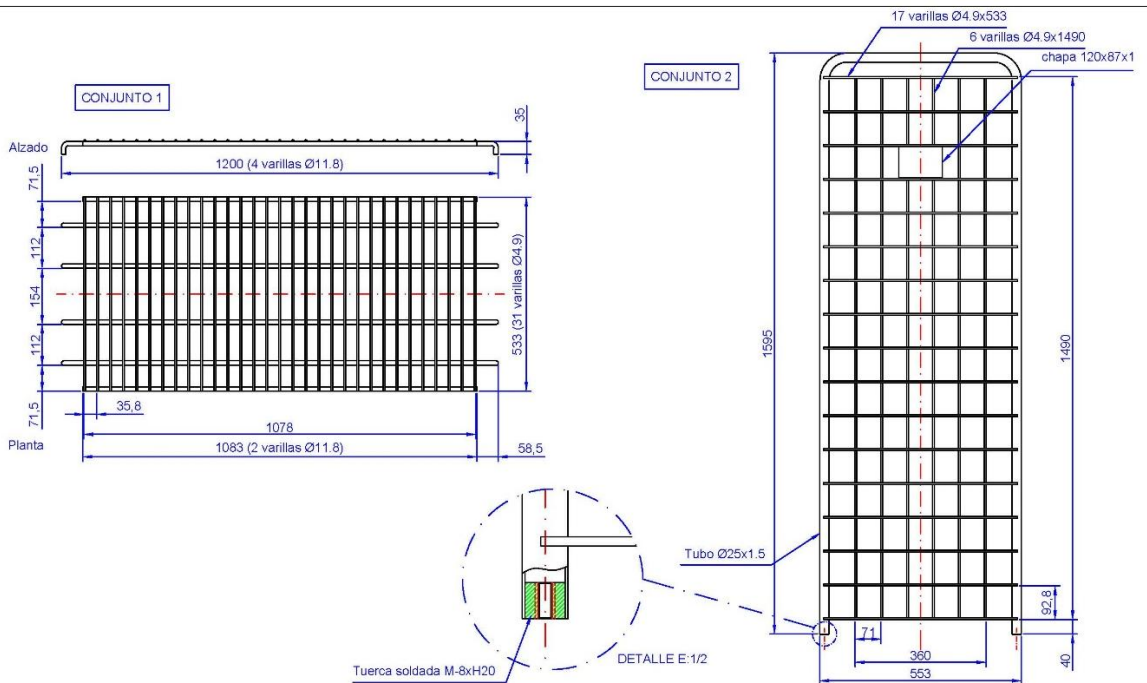 17 varillas Ø4.9x533
6 varillas Ø4.9x1490
chapa 120x87x1
CONJUNTO 1
CONJUNTO 2
Alzado
35
1200 (4 varillas Ø11.8)
71,5
112
154
112
71,5
533 (31 varillas Ø4.9)
35,8
1078
1083 (2 varillas Ø11.8)
58,5
Planta
1595
1490
Tubo Ø25x1.5
92,8
71
40
360
553
Tuerca soldada M-8xH20
DETALLE E:1/2